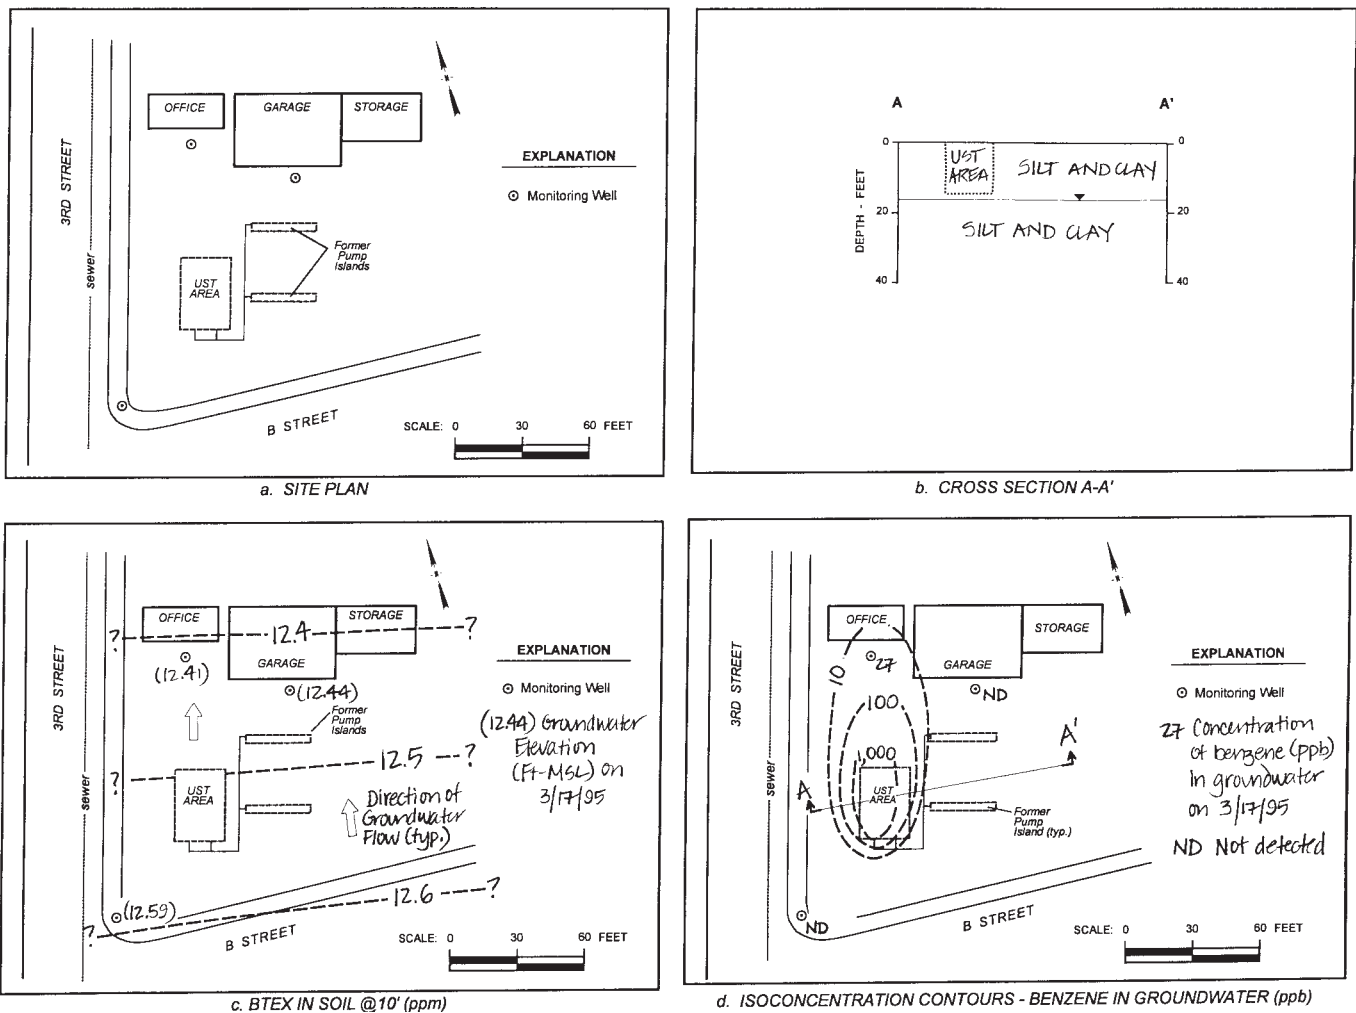 OFFICE
GARAGE
STORAGE
3RD STREET
sewer
EXPLANATION
Monitoring Well
Former
Pump
Islands
UST
AREA
B STREET
SCALE: 0 30 60 FEET
a. SITE PLAN
A A'
DEPTH - FEET
0 0
UST
AREA
SILT AND CLAY
20 20
SILT AND CLAY
40 40
b. CROSS SECTION A-A'
OFFICE
STORAGE
? 12.4 ?
GARAGE
(12.41)
(12.44)
3RD STREET
sewer
Former
Pump
Islands
? 12.5 ?
UST
AREA
Direction of
Groundwater
Flow (typ.)
(12.59)
? 12.6 ?
B STREET
EXPLANATION
Monitoring Well
(12.44) Groundwater
Elevation
(Ft-MSL) on
3/17/95
SCALE: 0 30 60 FEET
c. BTEX IN SOIL @10' (ppm)
OFFICE
GARAGE
STORAGE
27
ND
10
100
1,000
3RD STREET
sewer
UST
AREA
A
A'
Former
Pump
Island (typ.)
ND
B STREET
EXPLANATION
Monitoring Well
27 Concentration
of benzene (ppb)
In groundwater
on 3/17/95
ND Not detected
SCALE: 0 30 60 FEET
d. ISOCONCENTRATION CONTOURS - BENZENE IN GROUNDWATER (ppb)